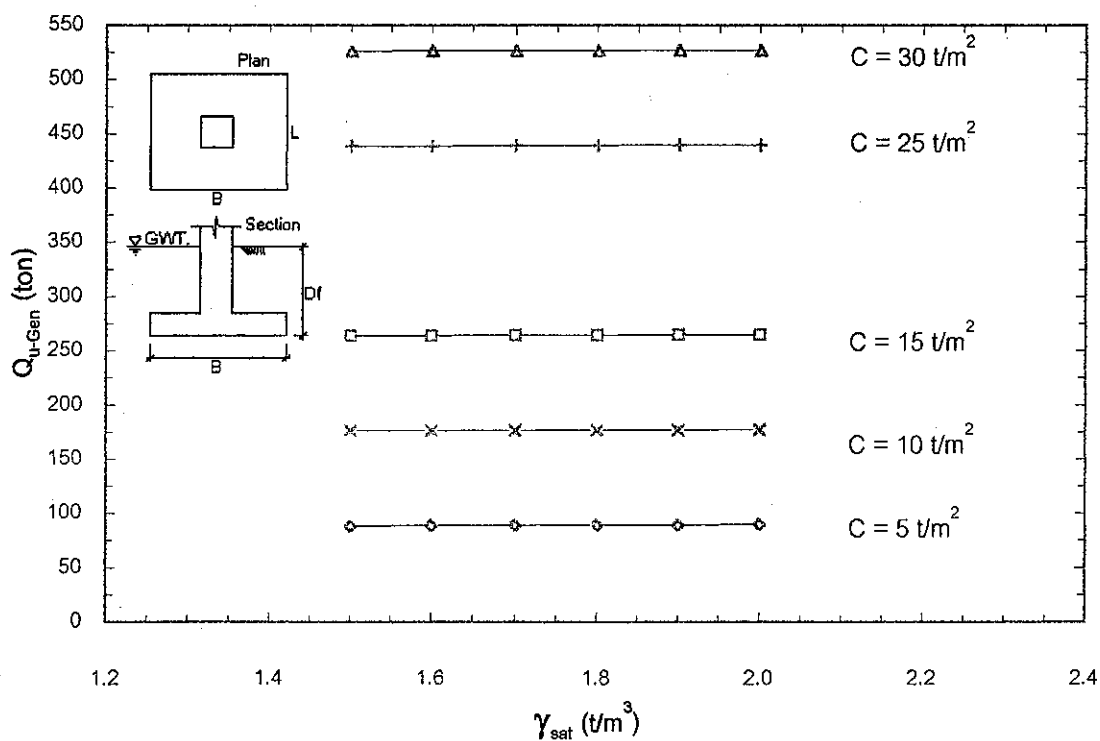 550
500
450
400
350
300
250
200
150
100
50
0
Q_u-Gen (ton)
Plan
L
B
Section
GWT.
Df
B
C = 30 t/m²
C = 25 t/m²
C = 15 t/m²
C = 10 t/m²
C = 5 t/m²
1.2 1.4 1.6 1.8 2.0 2.2 2.4
γ_sat (t/m³)